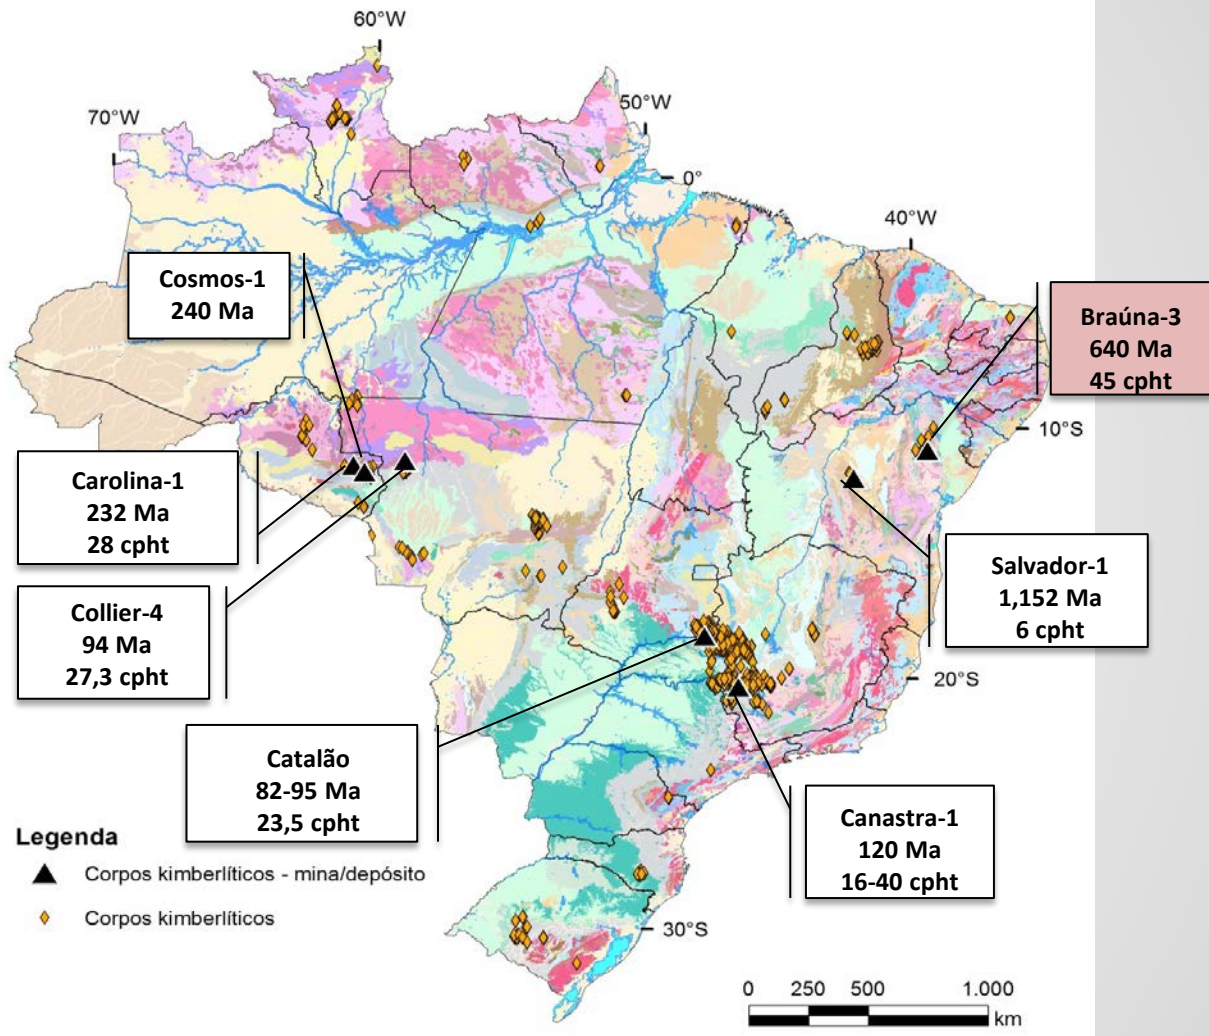 60°W
50°W
70°W
0°
40°W
Cosmos-1
240 Ma
Braúna-3
640 Ma
45 cpht
10°S
Carolina-1
232 Ma
28 cpht
Salvador-1
1,152 Ma
6 cpht
Collier-4
94 Ma
27,3 cpht
20°S
Catalão
82-95 Ma
23,5 cpht
Canastra-1
120 Ma
16-40 cpht
Legenda
Corpos kimberlíticos - mina/depósito
Corpos kimberlíticos
30°S
0 250 500 1.000
km